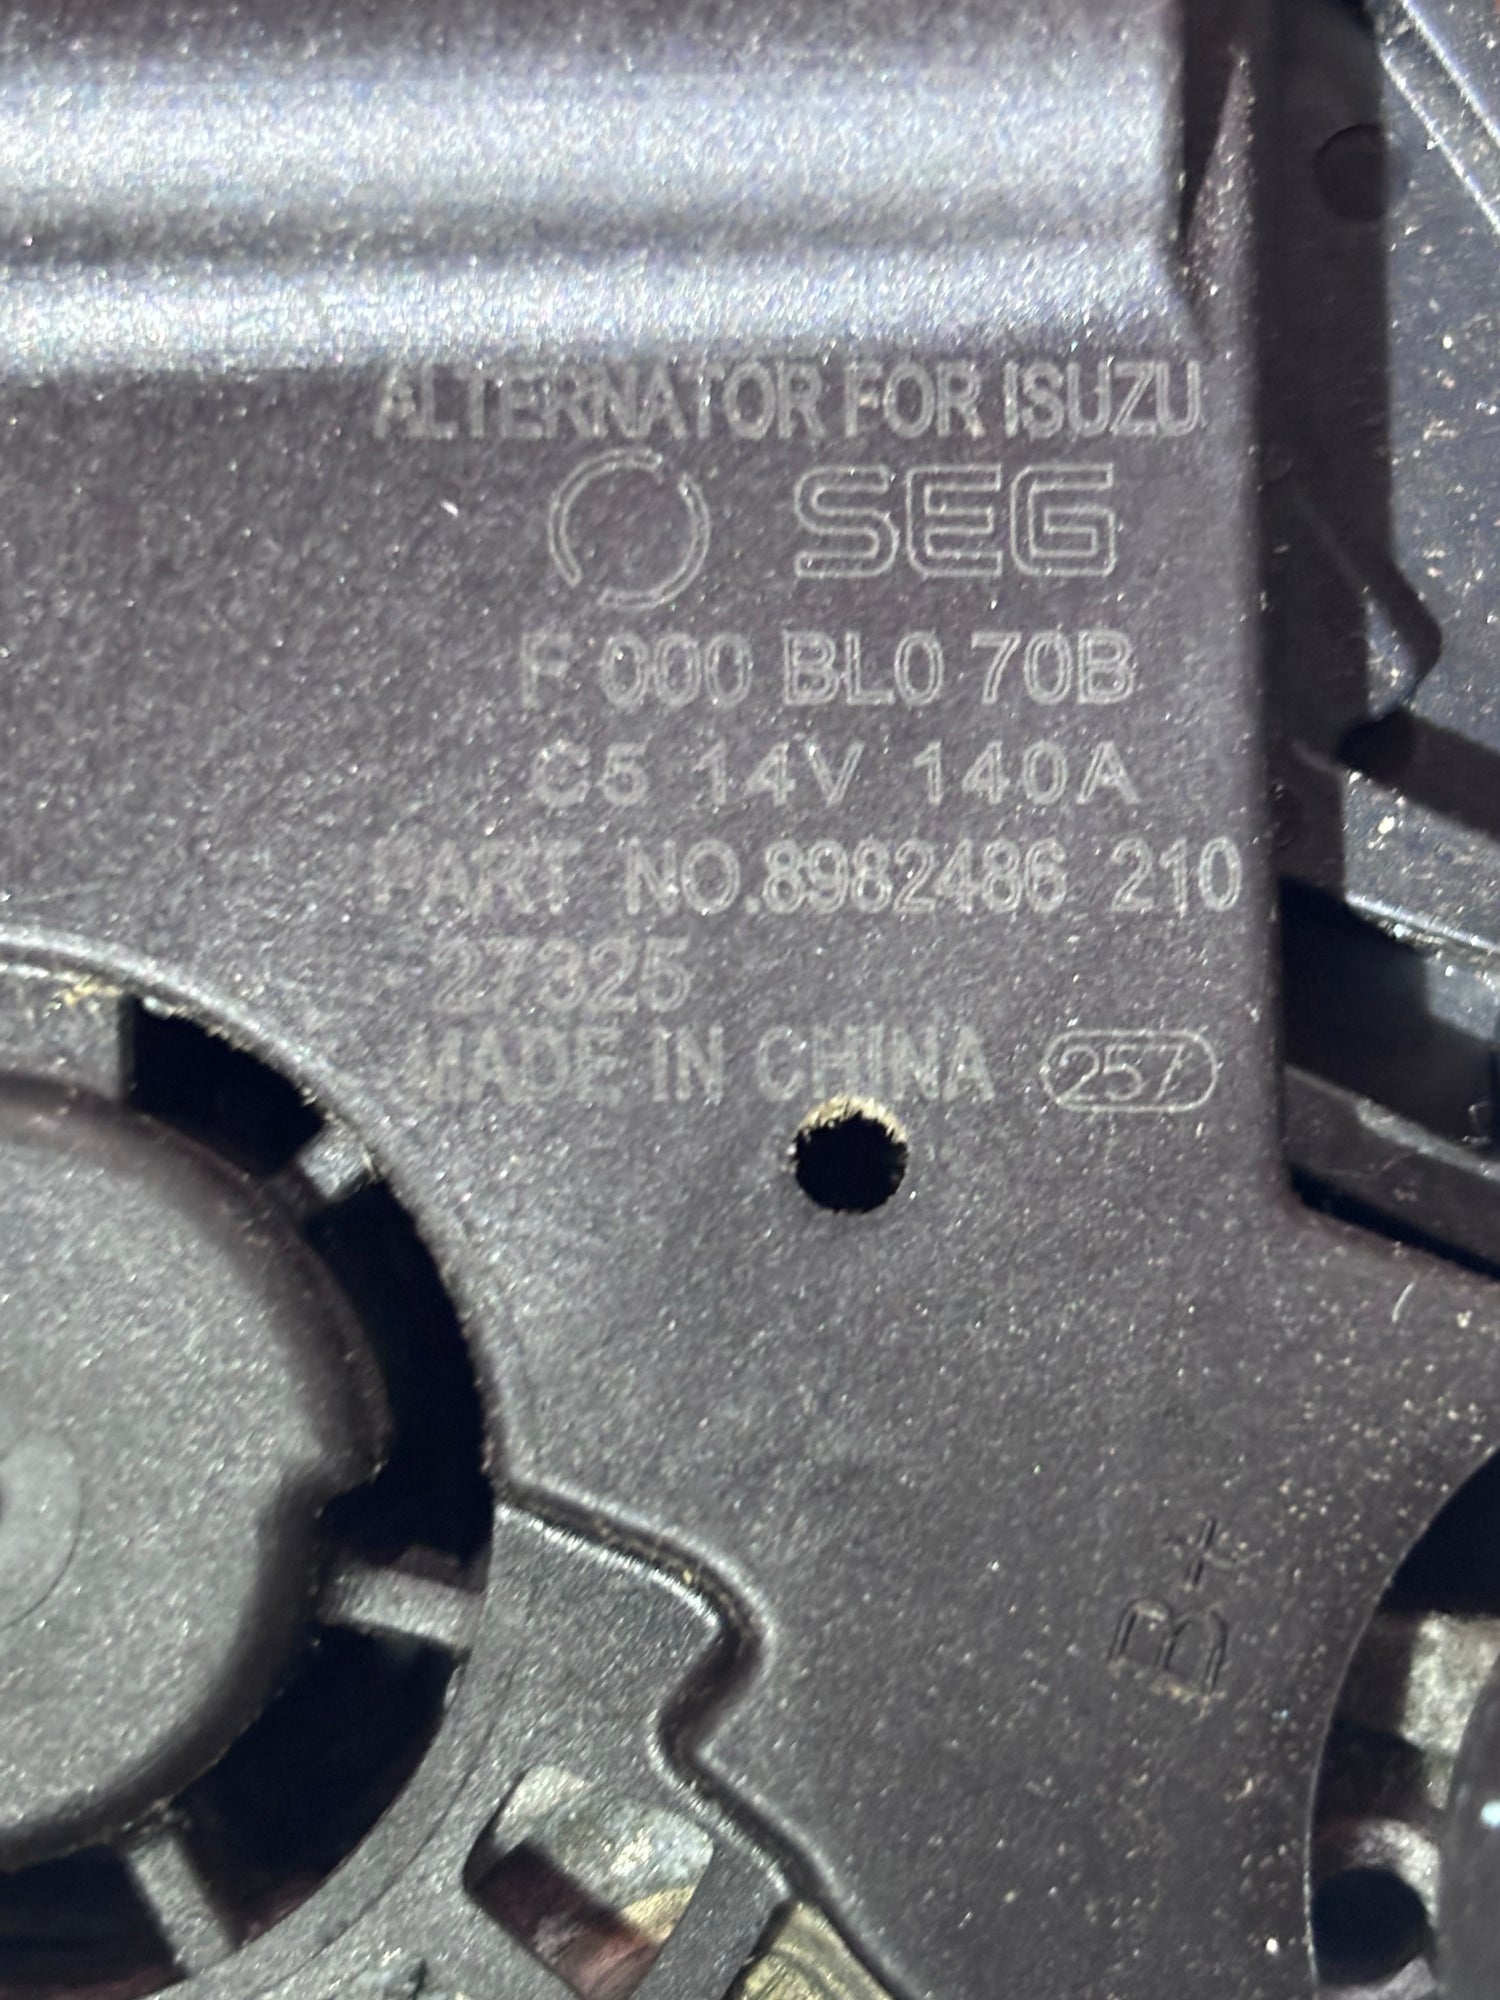 ALTERNATOR FOR ISUZU
SEG
F 000 BL0 70B
C5 14V 140A
PART NO.8982486 210
27325
MADE IN CHINA 257
B+